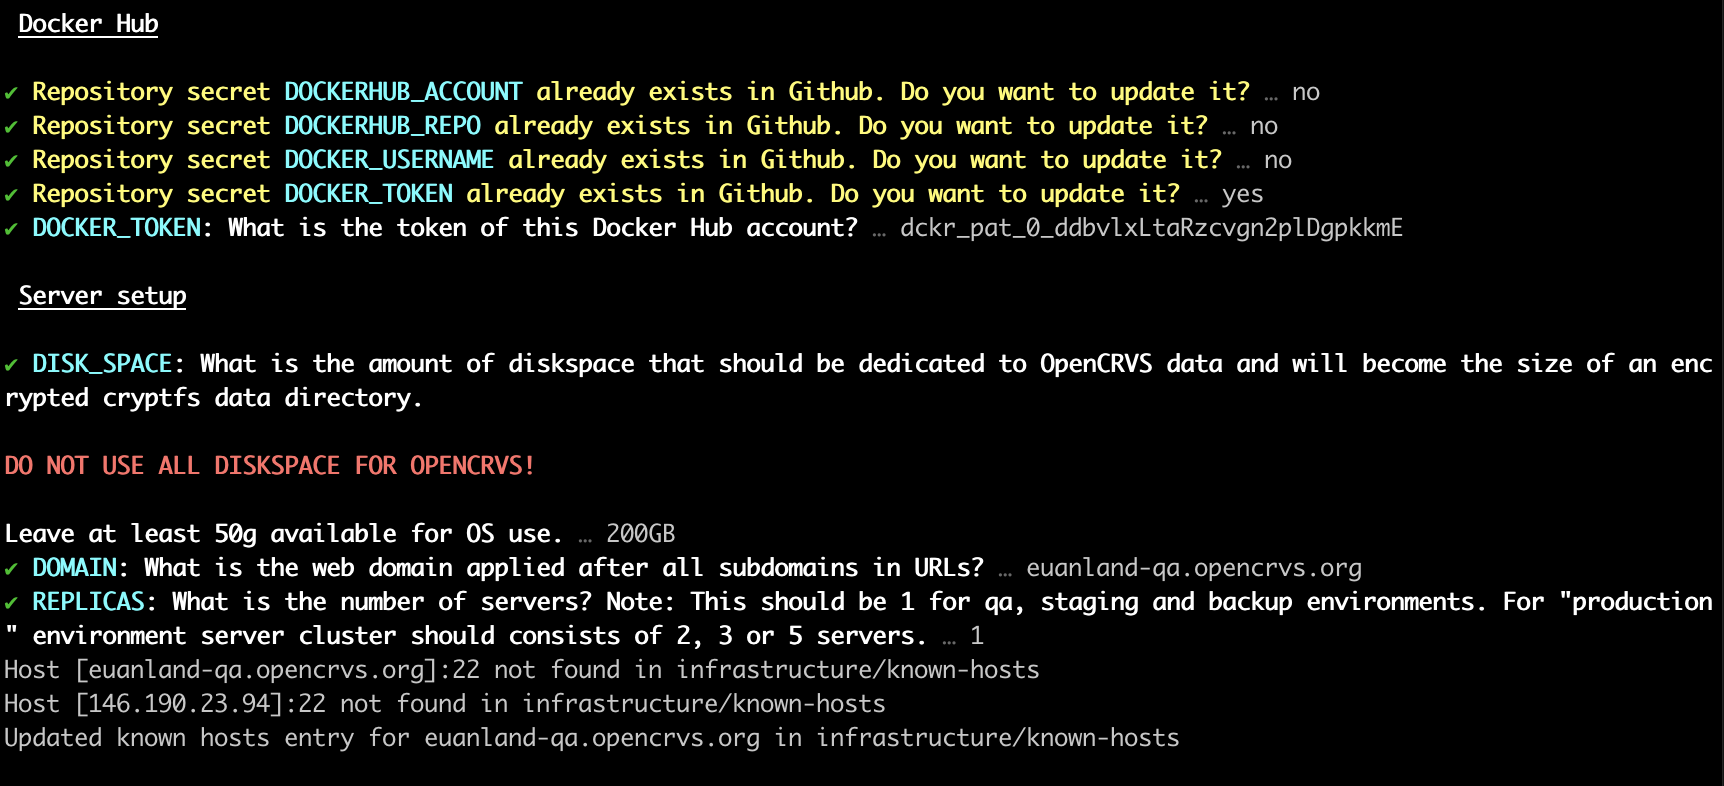 Docker Hub
✔ Repository secret DOCKERHUB_ACCOUNT already exists in Github. Do you want to update it? … no
✔ Repository secret DOCKERHUB_REPO already exists in Github. Do you want to update it? … no
✔ Repository secret DOCKER_USERNAME already exists in Github. Do you want to update it? … no
✔ Repository secret DOCKER_TOKEN already exists in Github. Do you want to update it? … yes
✔ DOCKER_TOKEN: What is the token of this Docker Hub account? … dckr_pat_0_ddbvlxLtaRzcvgn2plDgpkkmE
Server setup
✔ DISK_SPACE: What is the amount of diskspace that should be dedicated to OpenCRVS data and will become the size of an enc
rypted cryptfs data directory.
DO NOT USE ALL DISKSPACE FOR OPENCRVS!
Leave at least 50g available for OS use. … 200GB
✔ DOMAIN: What is the web domain applied after all subdomains in URLs? … euanland-qa.opencrvs.org
✔ REPLICAS: What is the number of servers? Note: This should be 1 for qa, staging and backup environments. For "production
" environment server cluster should consists of 2, 3 or 5 servers. … 1
Host [euanland-qa.opencrvs.org]:22 not found in infrastructure/known-hosts
Host [146.190.23.94]:22 not found in infrastructure/known-hosts
Updated known hosts entry for euanland-qa.opencrvs.org in infrastructure/known-hosts